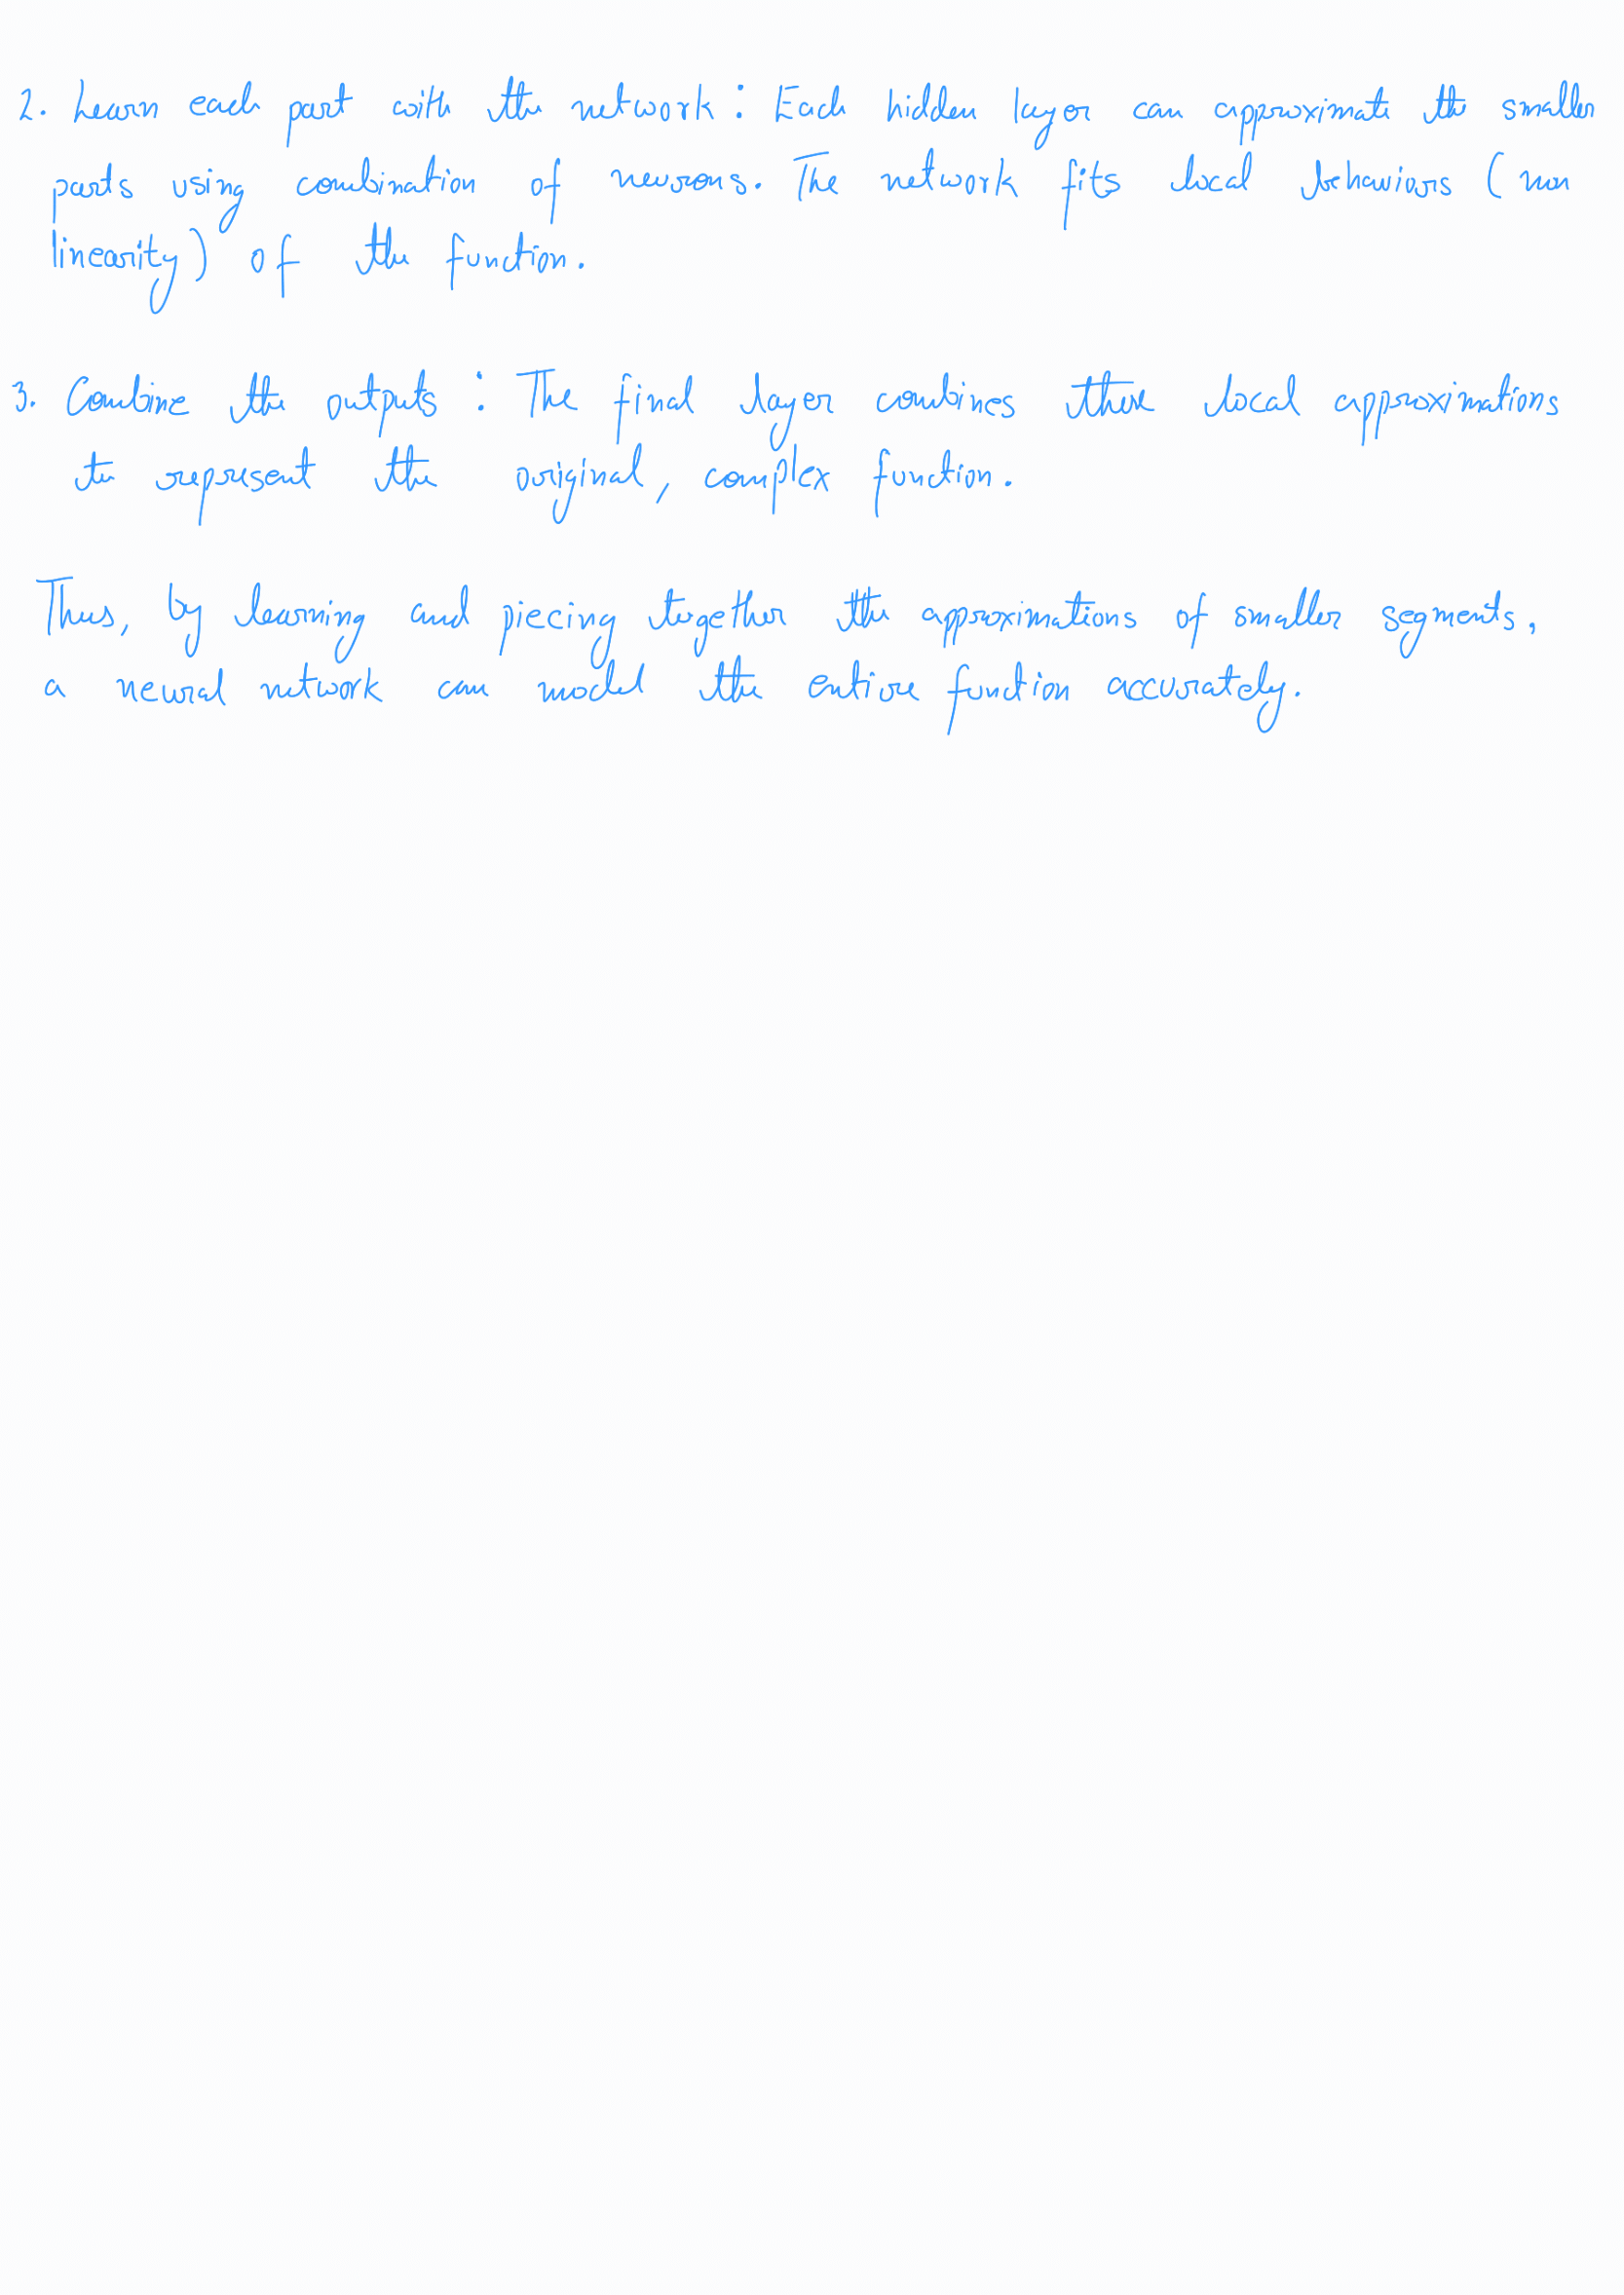 2. Learn each part with the network : Each hidden layer can approximate the smaller
parts using combination of neurons. The network fits local behaviors (non
linearity) of the function.
3. Combine the outputs : The final layer combines these local approximations
to represent the original, complex function.
Thus, by learning and piecing together the approximations of smaller segments,
a neural network can model the entire function accurately.